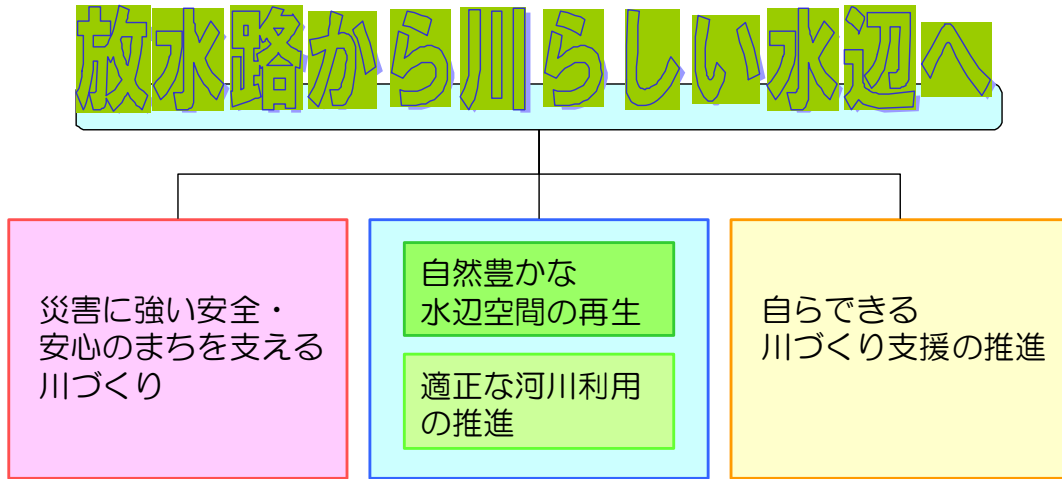 放水路から川らしい水辺へ
災害に強い安全・
安心のまちを支える
川づくり
自然豊かな
水辺空間の再生
適正な河川利用
の推進
自らできる
川づくり支援の推進